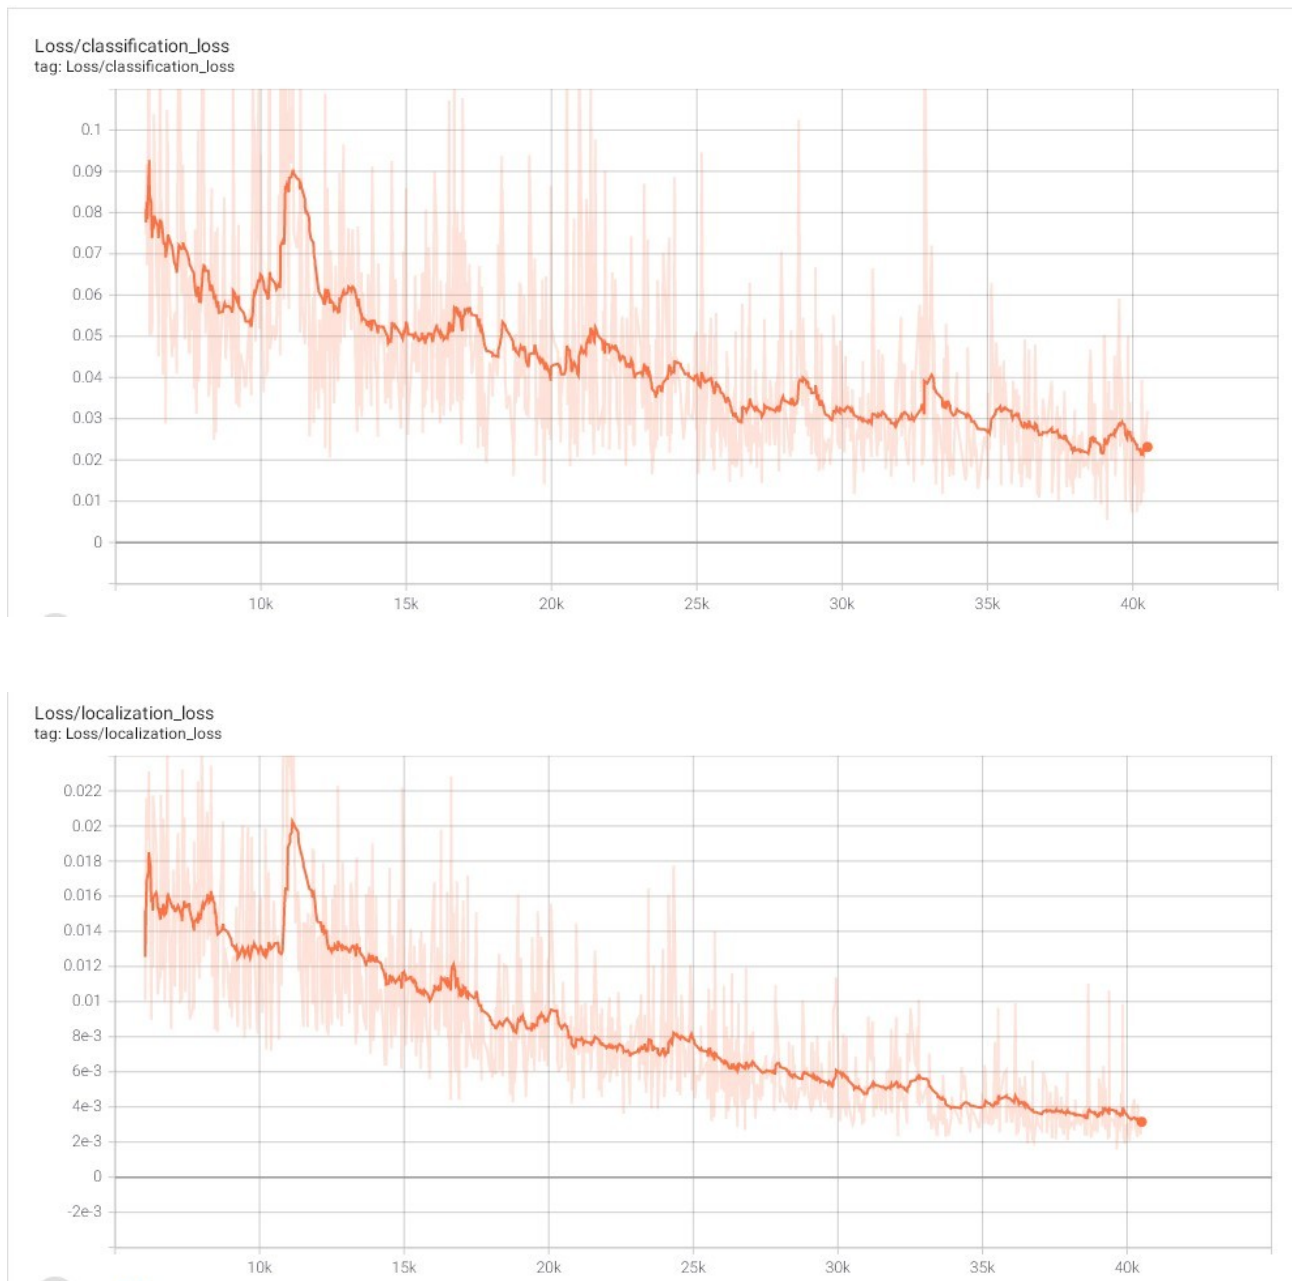 Loss/classification_loss
tag: Loss/classification_loss
0.1
0.09
0.08
0.07
0.06
0.05
0.04
0.03
0.02
0.01
0
10k 15k 20k 25k 30k 35k 40k
Loss/localization_loss
tag: Loss/localization_loss
0.022
0.02
0.018
0.016
0.014
0.012
0.01
8e-3
6e-3
4e-3
2e-3
0
-2e-3
10k 15k 20k 25k 30k 35k 40k